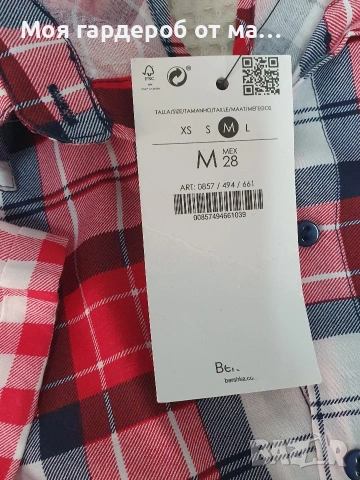 Моя гардероб от м...
FSC
TALLA/SIZE/TAMANHO/TAILLE/MAAT/ΜΕΓΕΘΟΣ
XS S M L
M MEX 28
ART: 0857 / 494 / 661
00857494661039
Ber
bershka.co...
BAZAR